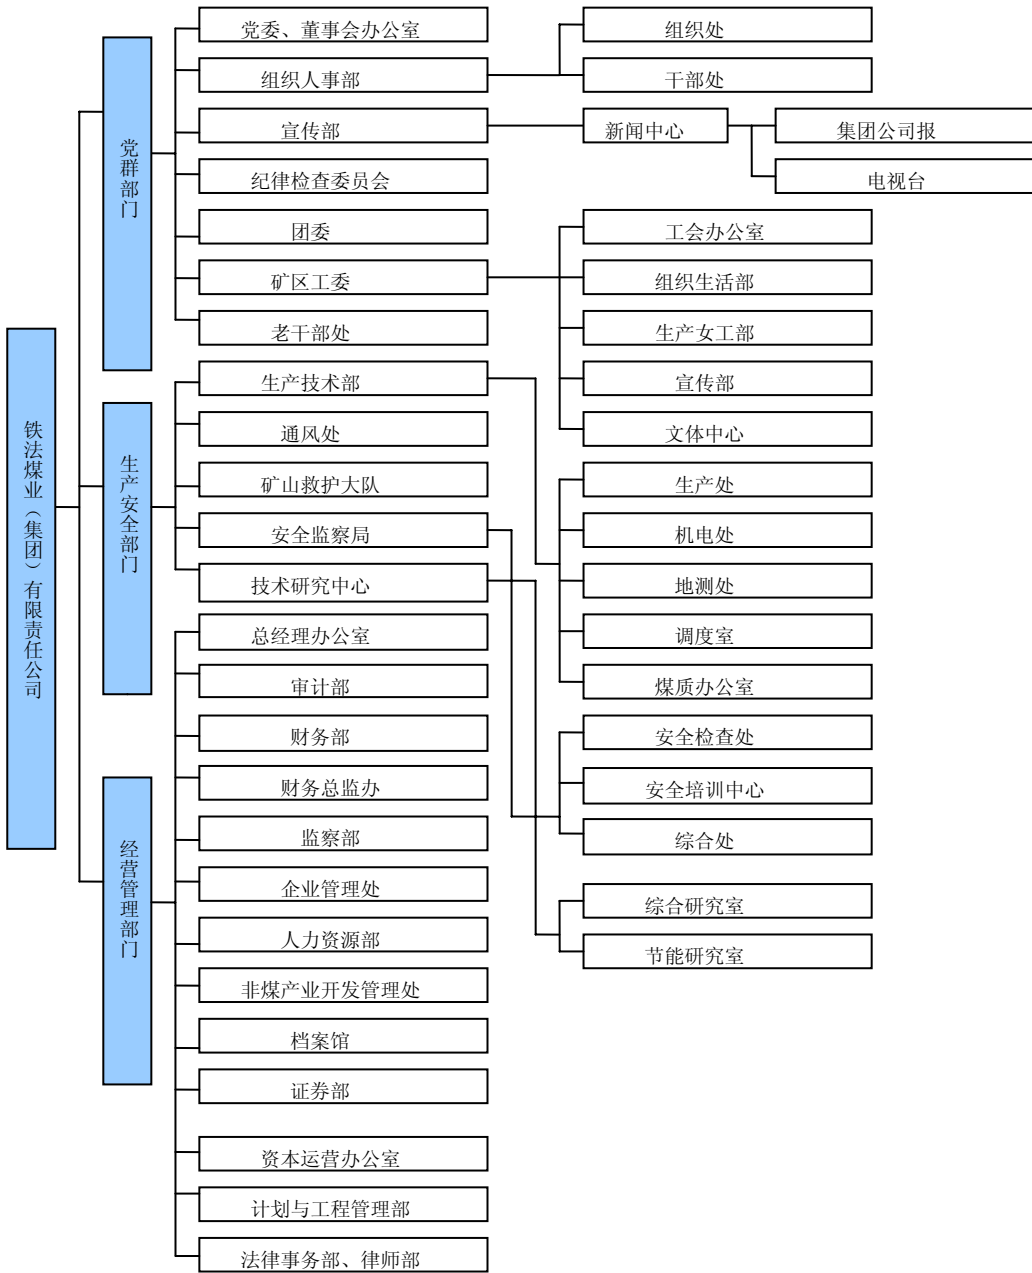 铁法煤业（集团）有限责任公司
党群部门
党委、董事会办公室
组织人事部
组织处
干部处
宣传部
新闻中心
集团公司报
电视台
纪律检查委员会
团委
矿区工委
工会办公室
组织生活部
生产女工部
宣传部
文体中心
老干部处
生产安全部门
生产技术部
生产处
机电处
地测处
调度室
煤质办公室
通风处
矿山救护大队
安全监察局
安全检查处
安全培训中心
综合处
技术研究中心
综合研究室
节能研究室
经营管理部门
总经理办公室
审计部
财务部
财务总监办
监察部
企业管理处
人力资源部
非煤产业开发管理处
档案馆
证券部
资本运营办公室
计划与工程管理部
法律事务部、律师部